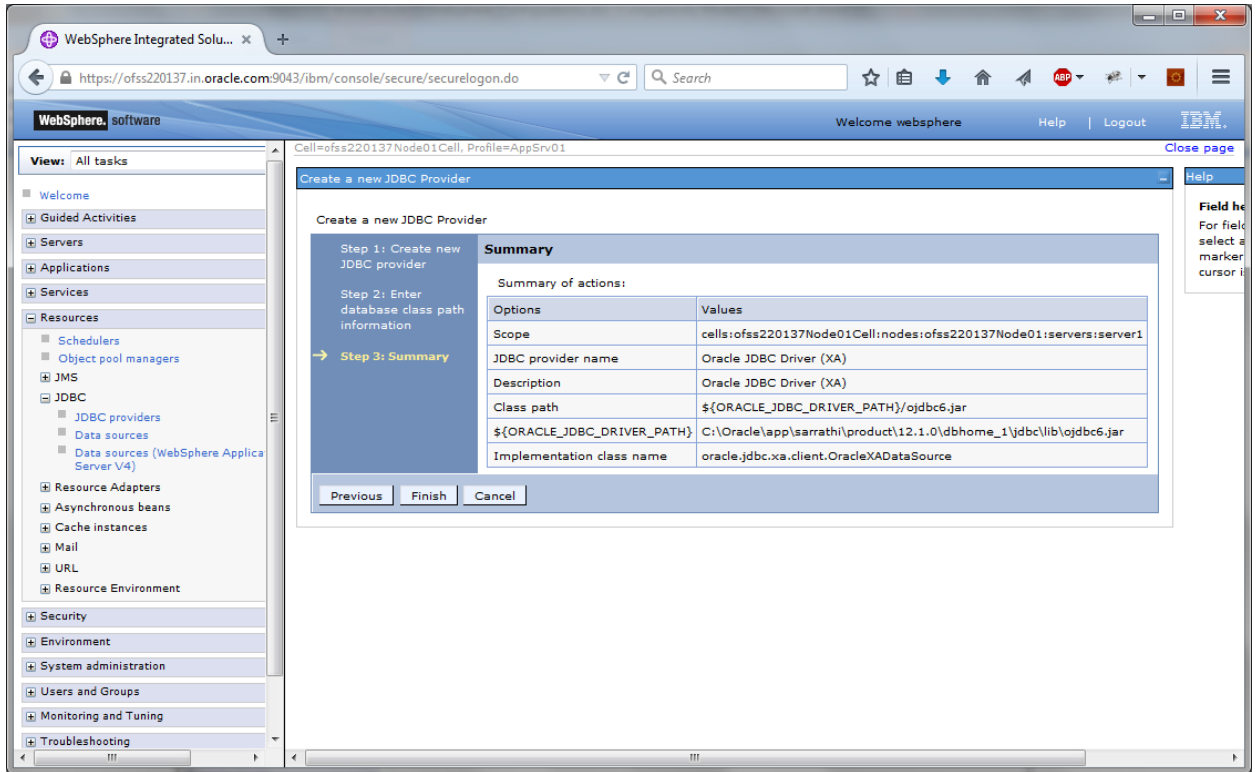 WebSphere Integrated Solu... ×
https://ofss220137.in.oracle.com:9043/ibm/console/secure/securelogon.do
Search
ABP
WebSphere. software
Welcome websphere
Help | Logout
IBM.
View: All tasks
Cell=ofss220137Node01Cell, Profile=AppSrv01
Close page
Welcome
Guided Activities
Servers
Applications
Services
Resources
Schedulers
Object pool managers
JMS
JDBC
JDBC providers
Data sources
Data sources (WebSphere Applica
Server V4)
Resource Adapters
Asynchronous beans
Cache instances
Mail
URL
Resource Environment
Security
Environment
System administration
Users and Groups
Monitoring and Tuning
Troubleshooting
Create a new JDBC Provider
Create a new JDBC Provider
Step 1: Create new
JDBC provider
Step 2: Enter
database class path
information
Step 3: Summary
Summary
Summary of actions:
Options Values
Scope cells:ofss220137Node01Cell:nodes:ofss220137Node01:servers:server1
JDBC provider name Oracle JDBC Driver (XA)
Description Oracle JDBC Driver (XA)
Class path ${ORACLE_JDBC_DRIVER_PATH}/ojdbc6.jar
${ORACLE_JDBC_DRIVER_PATH} C:\Oracle\app\sarrathi\product\12.1.0\dbhome_1\jdbc\lib\ojdbc6.jar
Implementation class name oracle.jdbc.xa.client.OracleXADataSource
Previous Finish Cancel
Help
Field he
For field
select a
marker
cursor i